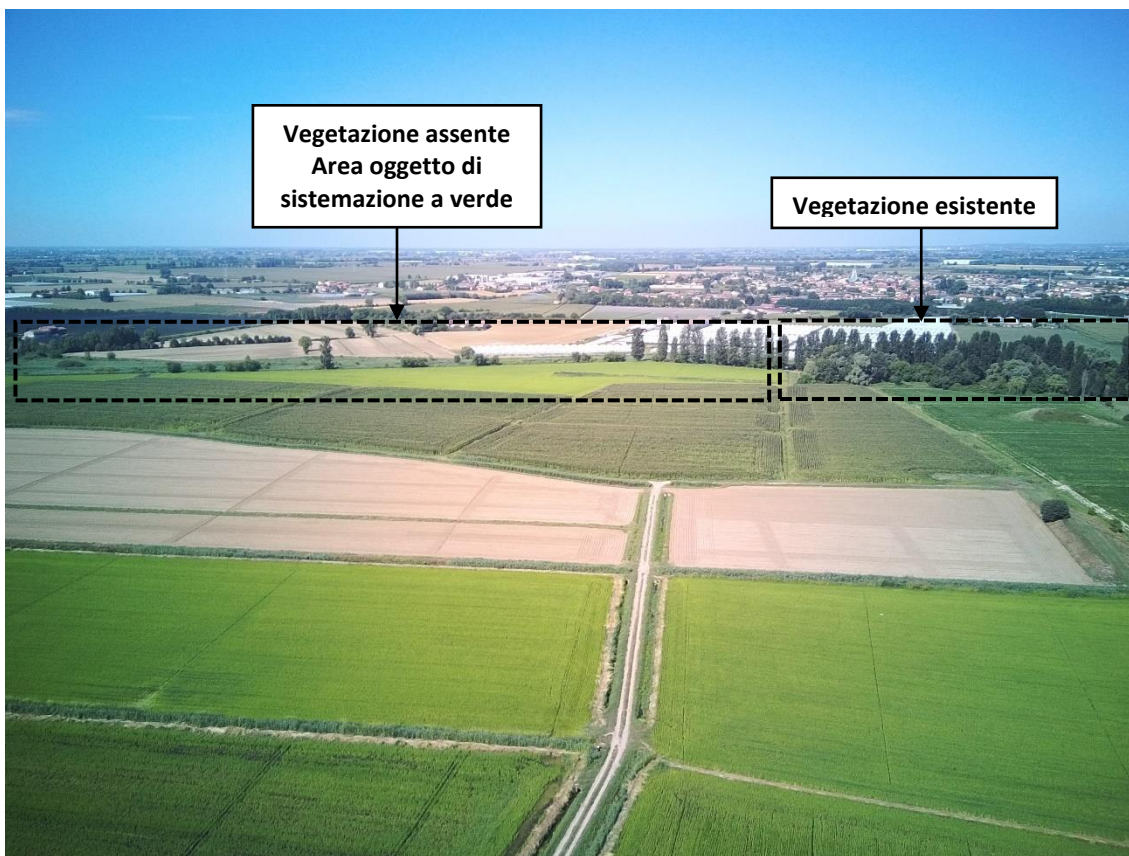 Vegetazione assente
Area oggetto di
sistemazione a verde
Vegetazione esistente